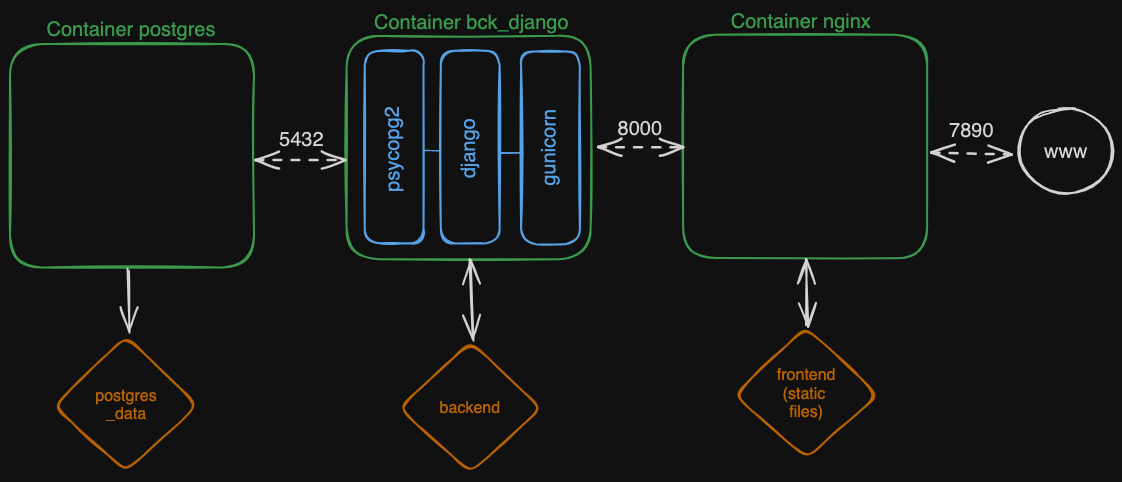 Container postgres
Container bck_django
Container nginx
5432
psycopg2
django
gunicorn
8000
7890
www
postgres
_data
backend
frontend
(static
files)